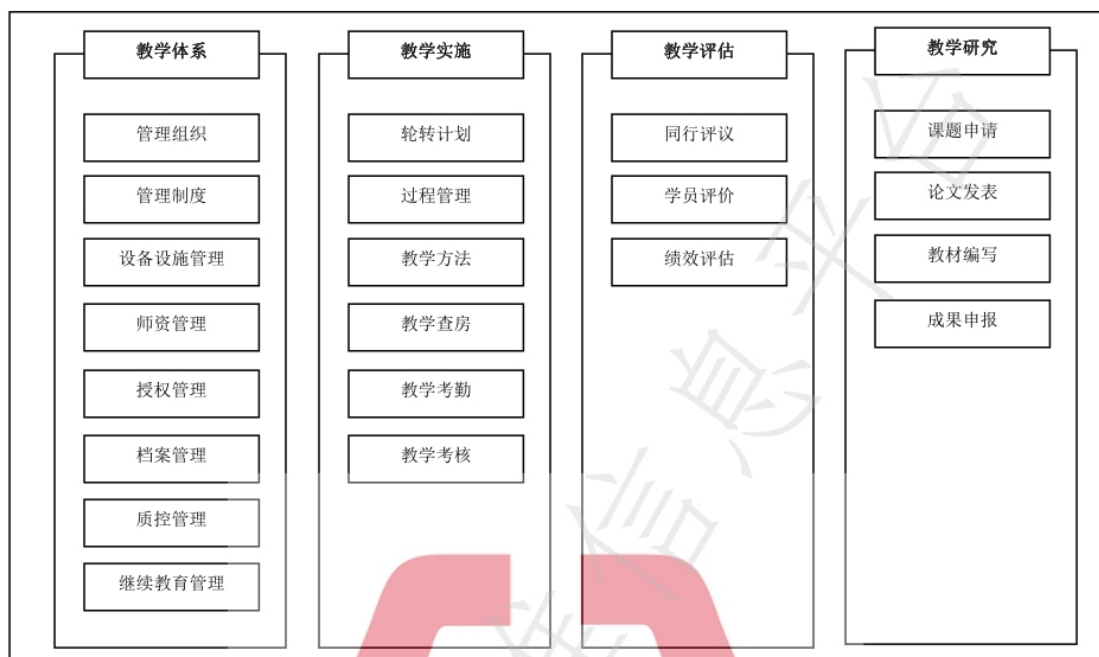 教学体系
管理组织
管理制度
设备设施管理
师资管理
授权管理
档案管理
质控管理
继续教育管理
教学实施
轮转计划
过程管理
教学方法
教学查房
教学考勤
教学考核
教学评估
同行评议
学员评价
绩效评估
教学研究
课题申请
论文发表
教材编写
成果申报
信息平台